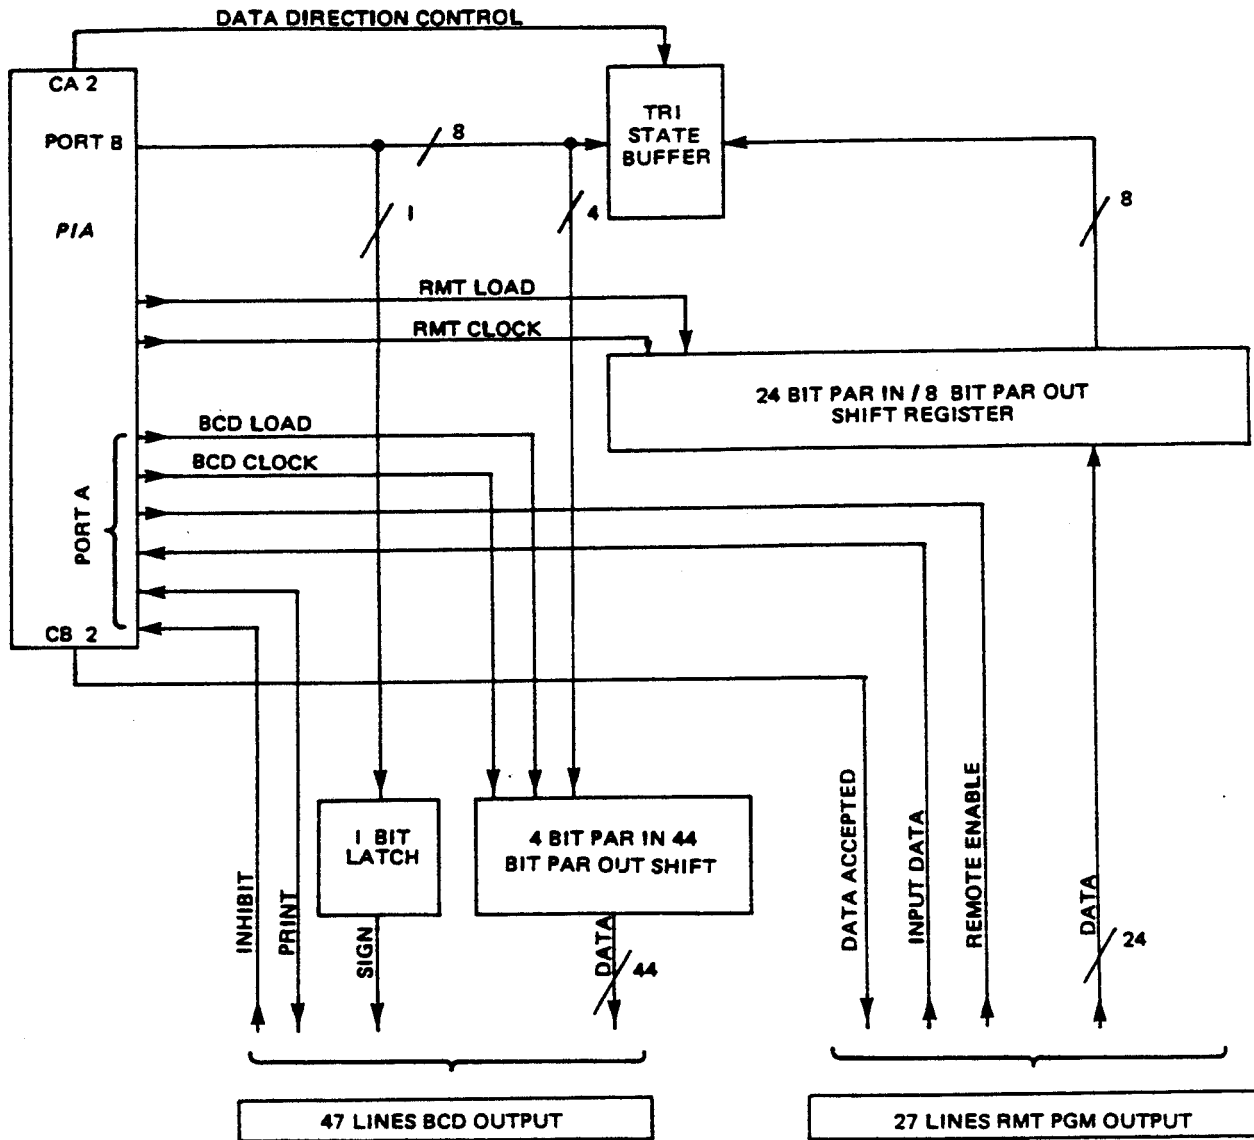 DATA DIRECTION CONTROL
CA 2
TRI
STATE
BUFFER
PORT B
8
PIA
1
4
8
RMT LOAD
RMT CLOCK
24 BIT PAR IN / 8 BIT PAR OUT
SHIFT REGISTER
BCD LOAD
BCD CLOCK
PORT A
CB 2
1 BIT
LATCH
4 BIT PAR IN 44
BIT PAR OUT SHIFT
INHIBIT
PRINT
SIGN
DATA
44
DATA ACCEPTED
INPUT DATA
REMOTE ENABLE
DATA
24
47 LINES BCD OUTPUT
27 LINES RMT PGM OUTPUT